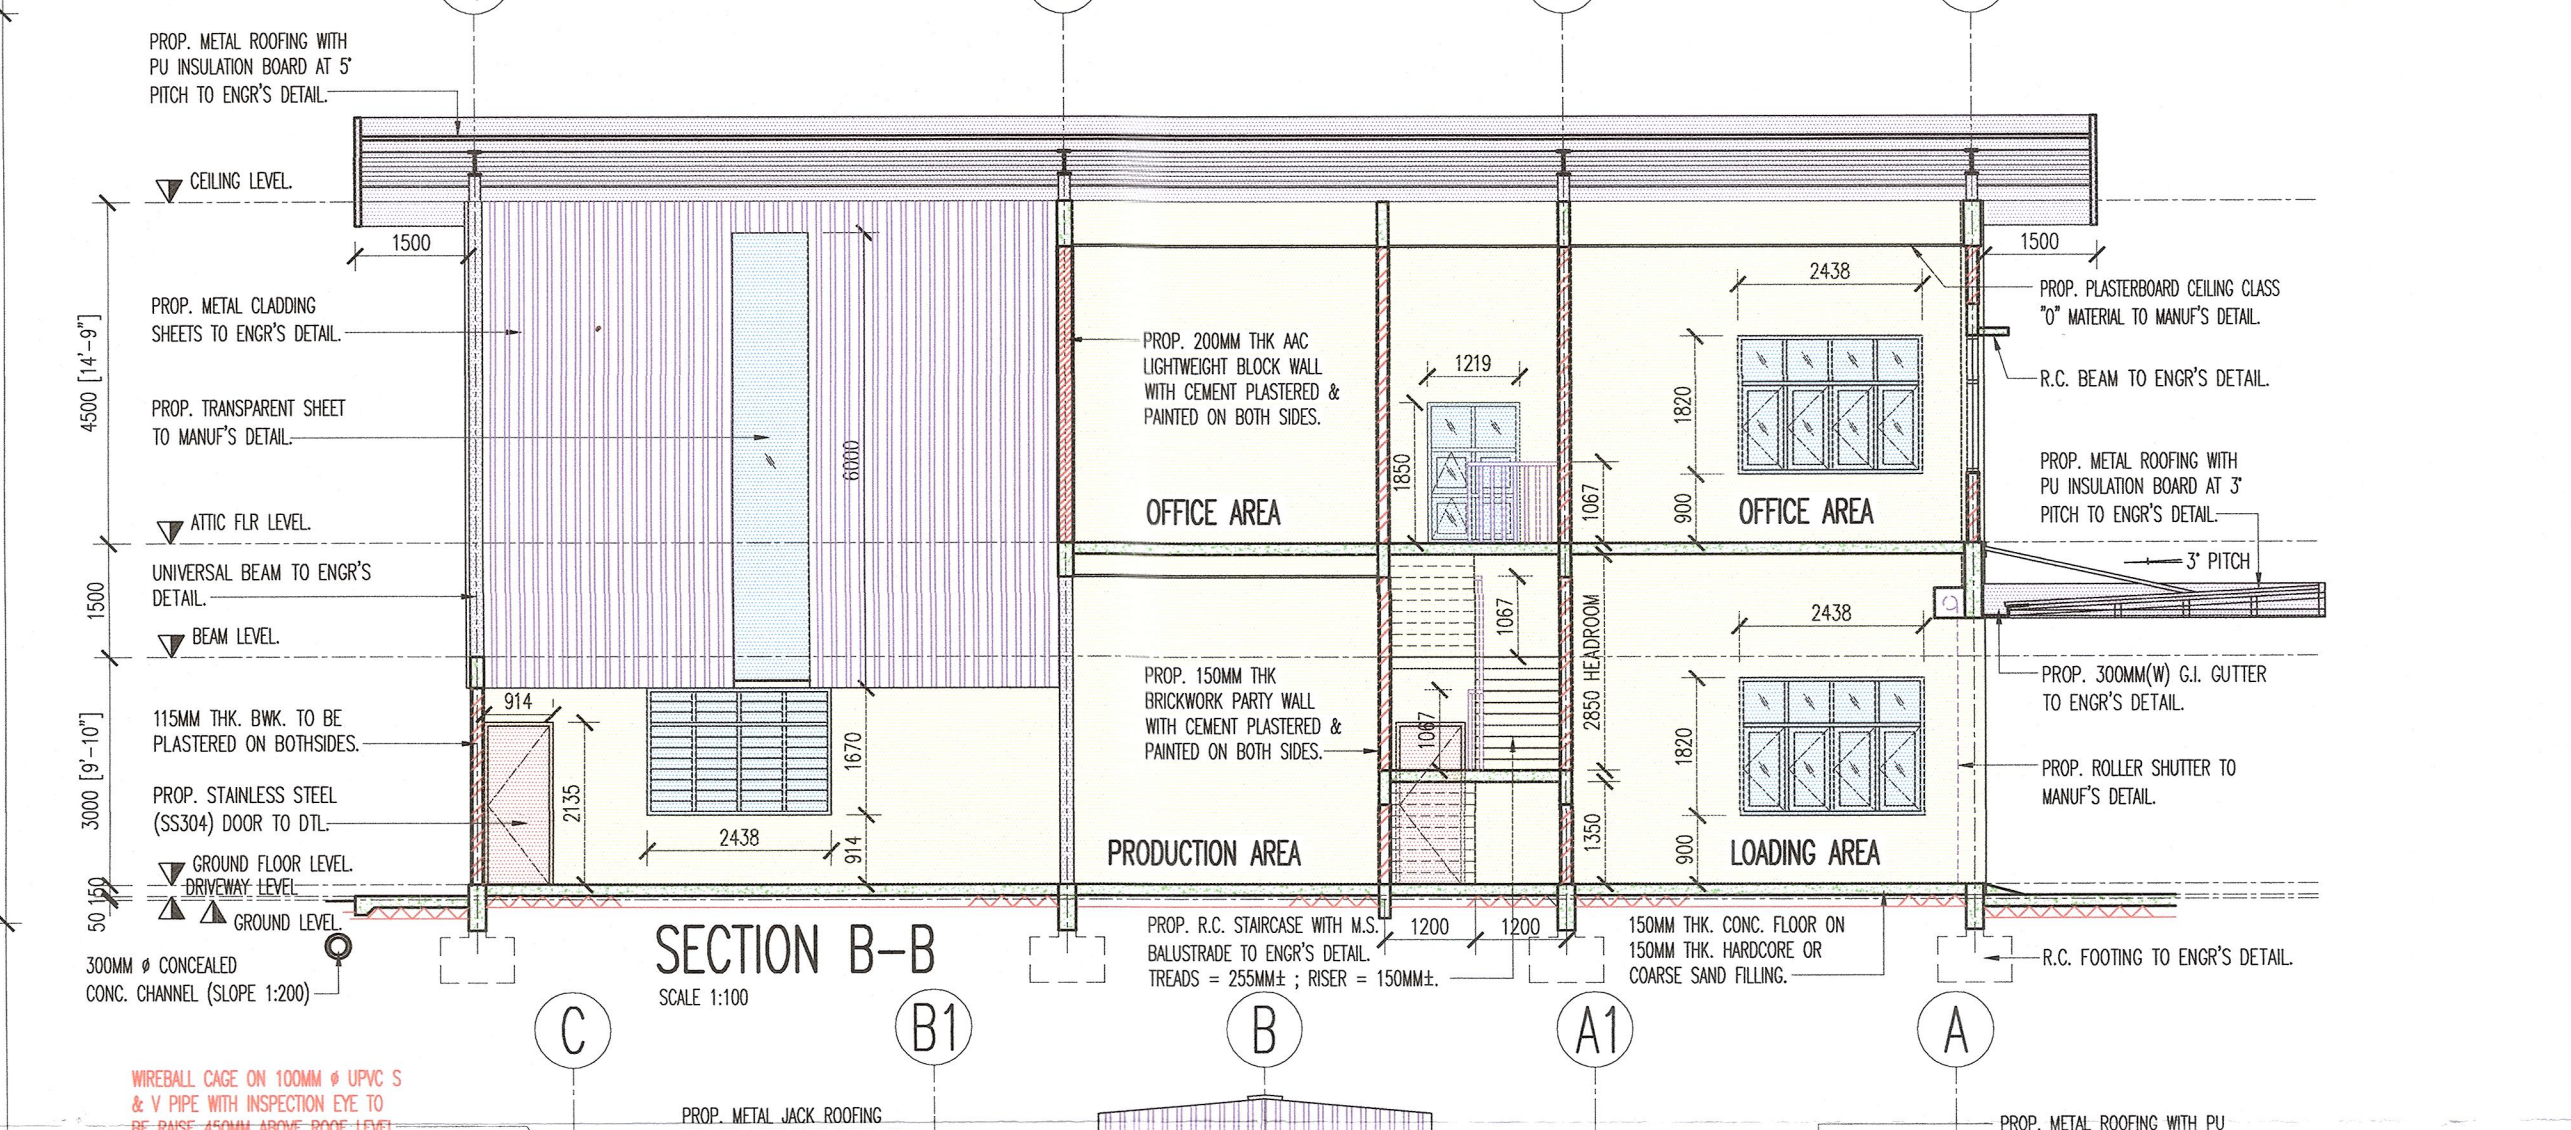 PROP. METAL ROOFING WITH
PU INSULATION BOARD AT 5°
PITCH TO ENGR'S DETAIL.
CEILING LEVEL.
1500
1500
4500 [14'-9"]
PROP. METAL CLADDING
SHEETS TO ENGR'S DETAIL.
PROP. TRANSPARENT SHEET
TO MANUF'S DETAIL.
6000
PROP. 200MM THK AAC
LIGHTWEIGHT BLOCK WALL
WITH CEMENT PLASTERED &
PAINTED ON BOTH SIDES.
OFFICE AREA
1219
1850
1067
2438
1820
900
OFFICE AREA
PROP. PLASTERBOARD CEILING CLASS
"0" MATERIAL TO MANUF'S DETAIL.
R.C. BEAM TO ENGR'S DETAIL.
PROP. METAL ROOFING WITH
PU INSULATION BOARD AT 3°
PITCH TO ENGR'S DETAIL.
3° PITCH
ATTIC FLR LEVEL.
1500
UNIVERSAL BEAM TO ENGR'S
DETAIL.
BEAM LEVEL.
3000 [9'-10"]
115MM THK. BWK. TO BE
PLASTERED ON BOTHSIDES.
PROP. STAINLESS STEEL
(SS304) DOOR TO DTL.
914
2135
2438
1670
914
PROP. 150MM THK
BRICKWORK PARTY WALL
WITH CEMENT PLASTERED &
PAINTED ON BOTH SIDES.
PRODUCTION AREA
1067
1067
2850 HEADROOM
1350
2438
1820
900
LOADING AREA
PROP. 300MM(W) G.I. GUTTER
TO ENGR'S DETAIL.
PROP. ROLLER SHUTTER TO
MANUF'S DETAIL.
GROUND FLOOR LEVEL.
DRIVEWAY LEVEL
50 150
GROUND LEVEL.
300MM ø CONCEALED
CONC. CHANNEL (SLOPE 1:200)
SECTION B-B
SCALE 1:100
PROP. R.C. STAIRCASE WITH M.S.
BALUSTRADE TO ENGR'S DETAIL.
TREADS = 255MM± ; RISER = 150MM±.
1200
1200
150MM THK. CONC. FLOOR ON
150MM THK. HARDCORE OR
COARSE SAND FILLING.
R.C. FOOTING TO ENGR'S DETAIL.
C
B1
B
A1
A
WIREBALL CAGE ON 100MM ø UPVC S
& V PIPE WITH INSPECTION EYE TO
BE RAISE 450MM ABOVE ROOF LEVEL
PROP. METAL JACK ROOFING
PROP. METAL ROOFING WITH PU